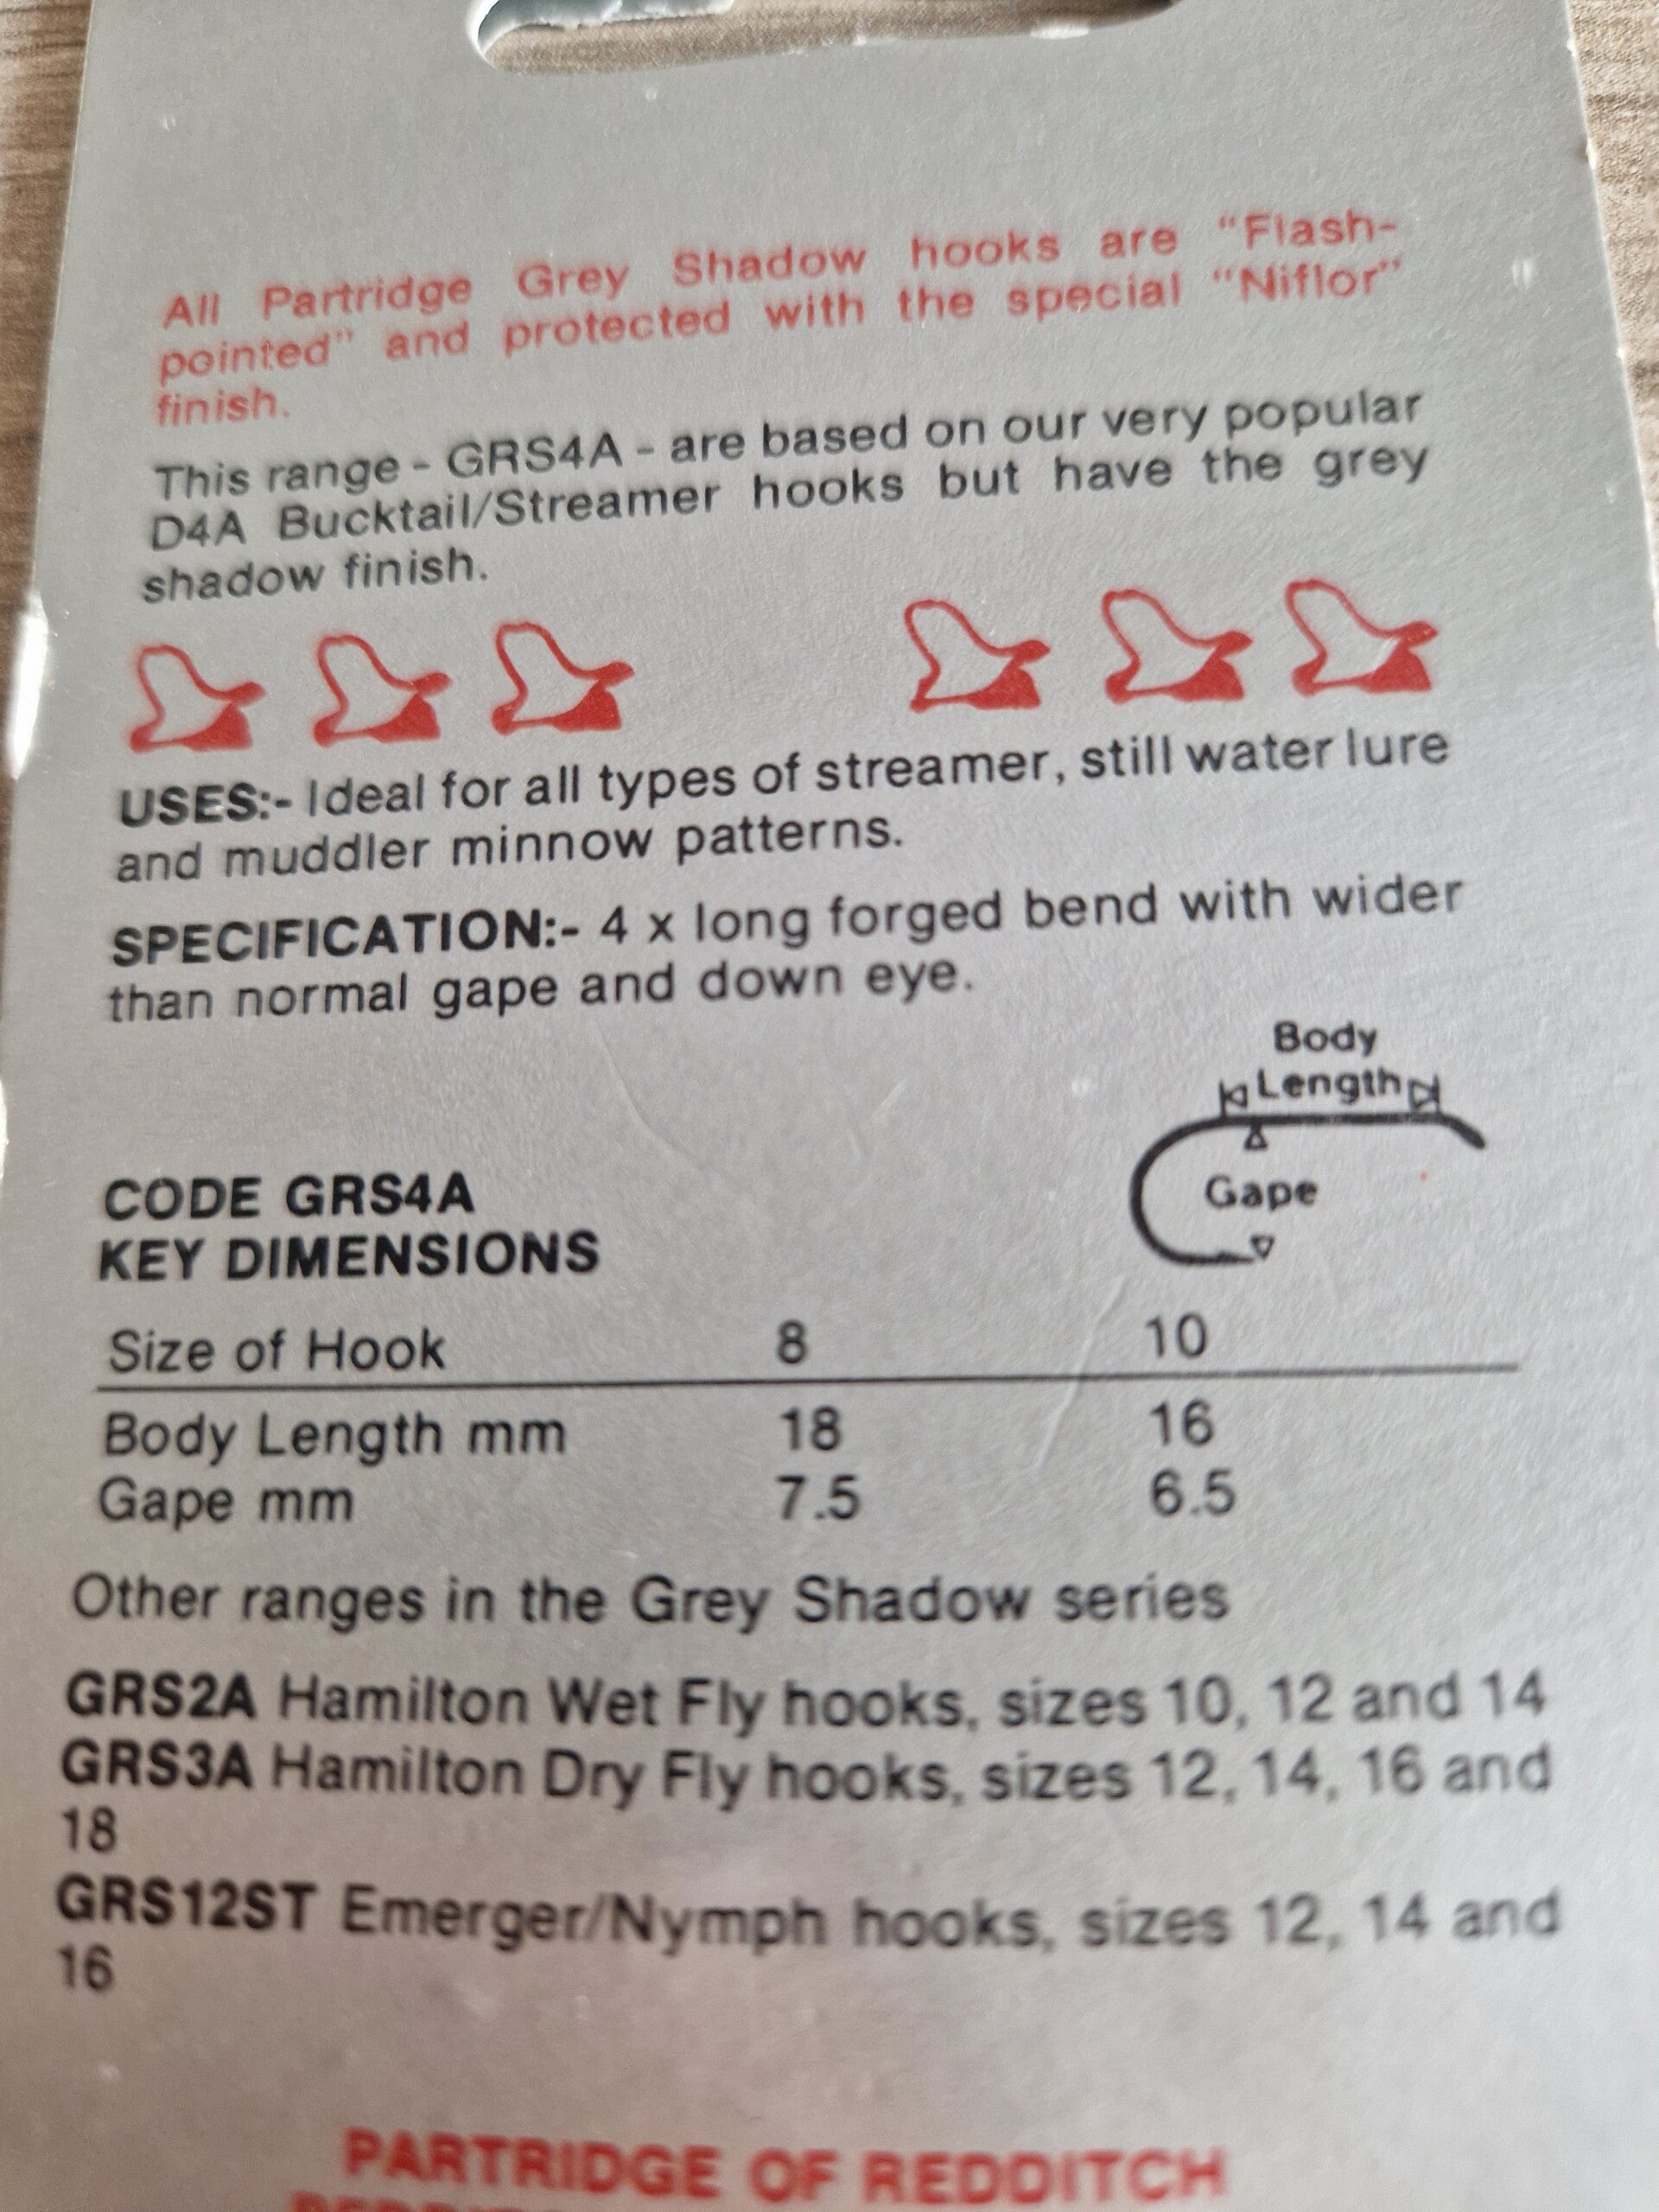 All Partridge Grey Shadow hooks are "Flash-
pointed" and protected with the special "Niflor"
finish.
This range - GRS4A - are based on our very popular
D4A Bucktail/Streamer hooks but have the grey
shadow finish.
USES:- Ideal for all types of streamer, still water lure
and muddler minnow patterns.
SPECIFICATION:- 4 x long forged bend with wider
than normal gape and down eye.
Body
Length
Gape
CODE GRS4A
KEY DIMENSIONS
Size of Hook 8 10
Body Length mm 18 16
Gape mm 7.5 6.5
Other ranges in the Grey Shadow series
GRS2A Hamilton Wet Fly hooks, sizes 10, 12 and 14
GRS3A Hamilton Dry Fly hooks, sizes 12, 14, 16 and
18
GRS12ST Emerger/Nymph hooks, sizes 12, 14 and
16
PARTRIDGE OF REDDITCH